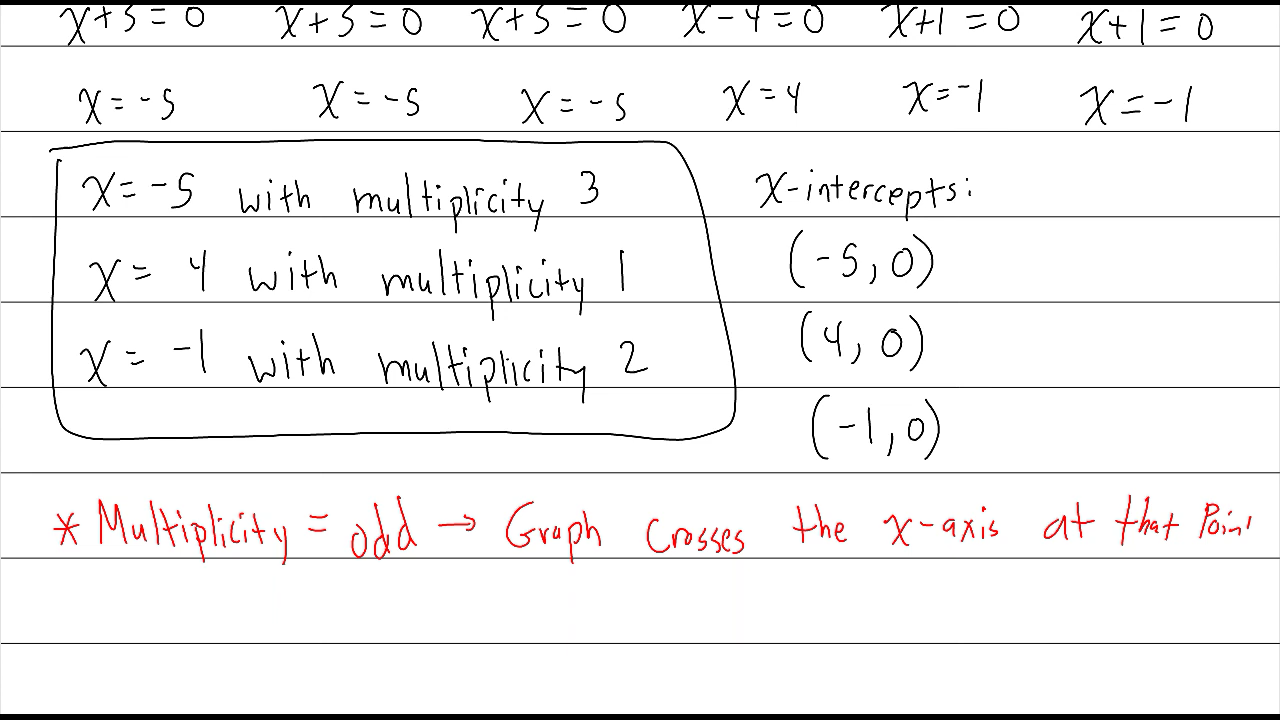 x+5=0 x+5=0 x+5=0 x-4=0 x+1=0 x+1=0
x=-5 x=-5 x=-5 x=4 x=-1 x=-1
x=-5 with multiplicity 3
x= 4 with multiplicity 1
x= -1 with multiplicity 2
x-intercepts:
(-5,0)
(4,0)
(-1,0)
* Multiplicity = odd → Graph crosses the x-axis at that Poin